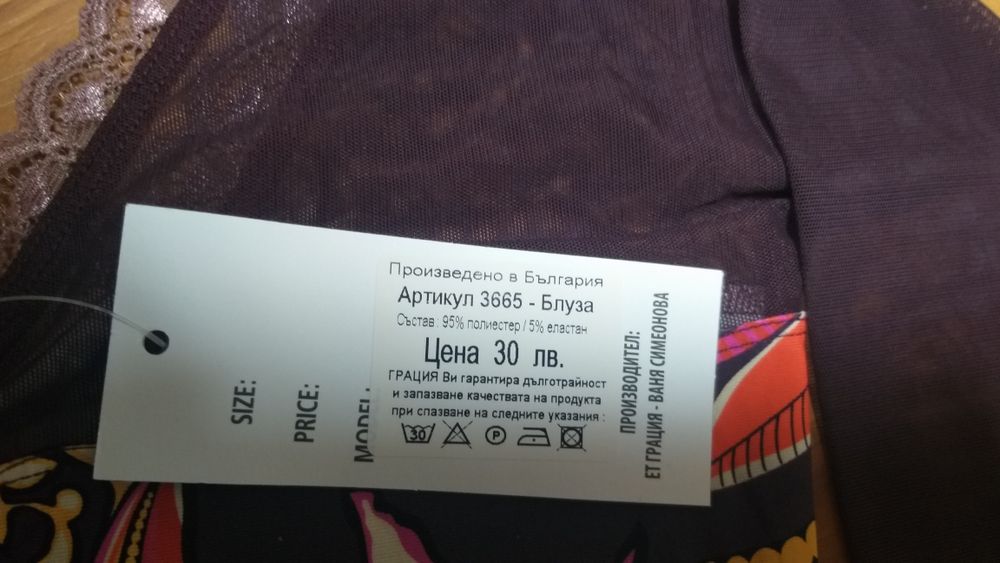 Произведено в България
Артикул 3665 - Блуза
Състав: 95% полиестер / 5% еластан
Цена 30 лв.
ГРАЦИЯ Ви гарантира дълготрайност
и запазване качествата на продукта
при спазване на следните указания :
30 P
SIZE:
PRICE:
MODEL:
ПРОИЗВОДИТЕЛ:
ЕТ ГРАЦИЯ - ВАНЯ СИМЕОНОВА